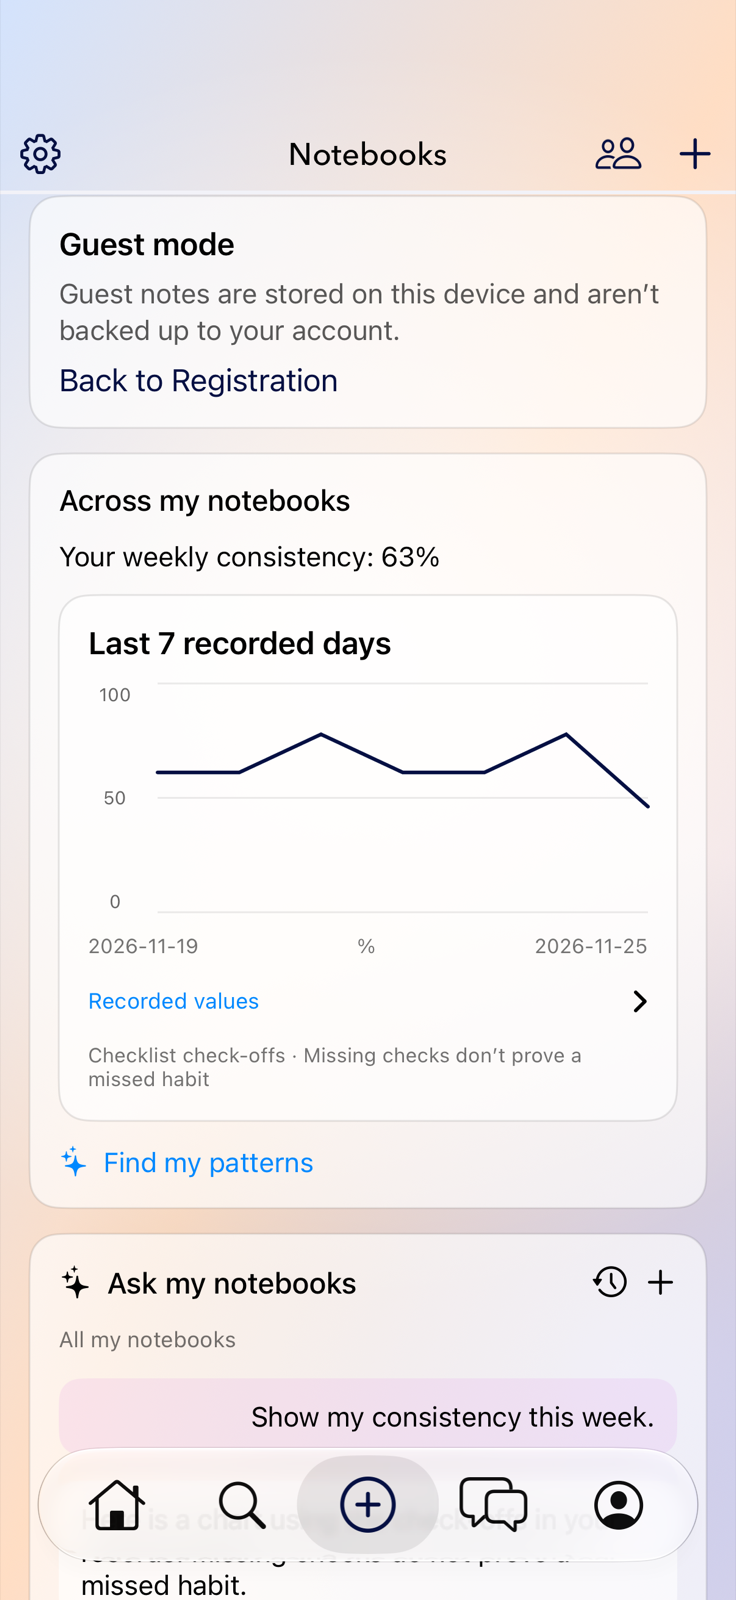 Notebooks
Guest mode
Guest notes are stored on this device and aren’t
backed up to your account.
Back to Registration
Across my notebooks
Your weekly consistency: 63%
Last 7 recorded days
100
50
0
2026-11-19 % 2026-11-25
Recorded values
Checklist check-offs · Missing checks don’t prove a
missed habit
Find my patterns
Ask my notebooks
All my notebooks
Show my consistency this week.
is a cha
missed habit.